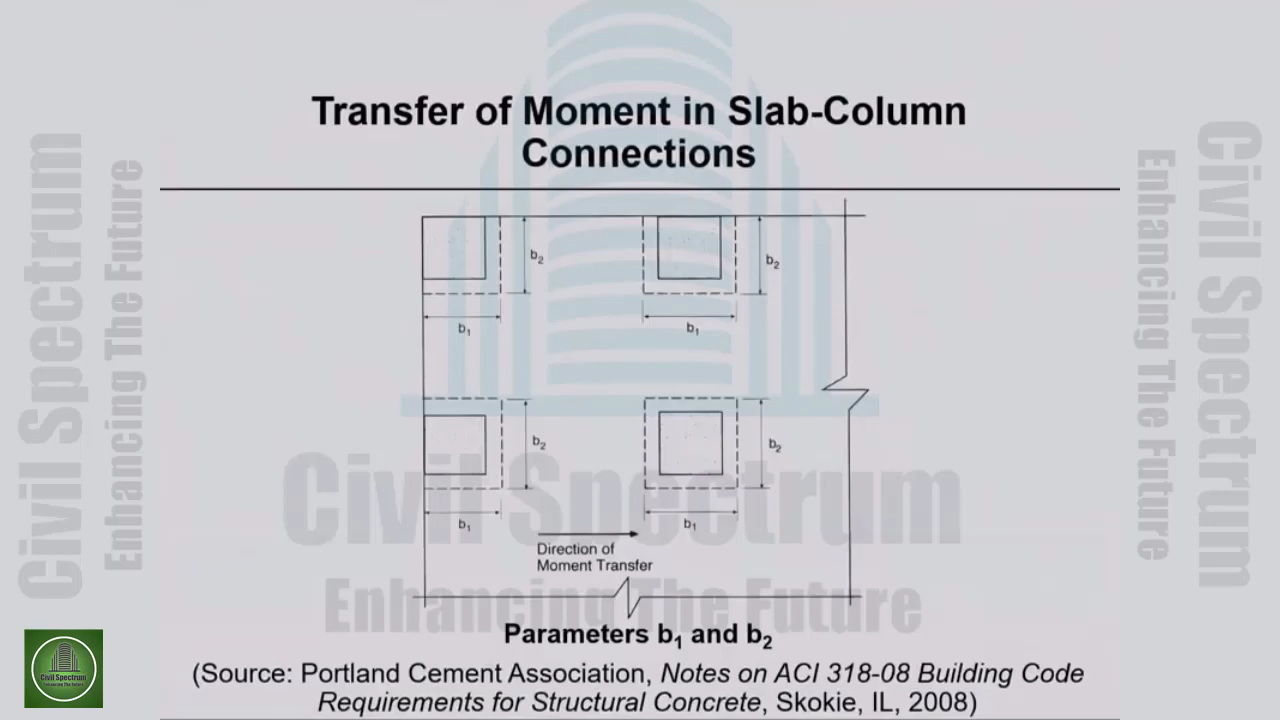 Transfer of Moment in Slab-Column
Connections
b₂
b₂
b₁
b₁
b₂
b₂
b₁
b₁
Direction of
Moment Transfer
Parameters b₁ and b₂
(Source: Portland Cement Association, Notes on ACI 318-08 Building Code
Requirements for Structural Concrete, Skokie, IL, 2008)
Civil Spectrum
Enhancing The Future
Civil Spectrum
Enhancing The Future
Civil Spectrum
Enhancing The Future
Civil Spectrum
Enhancing The Future